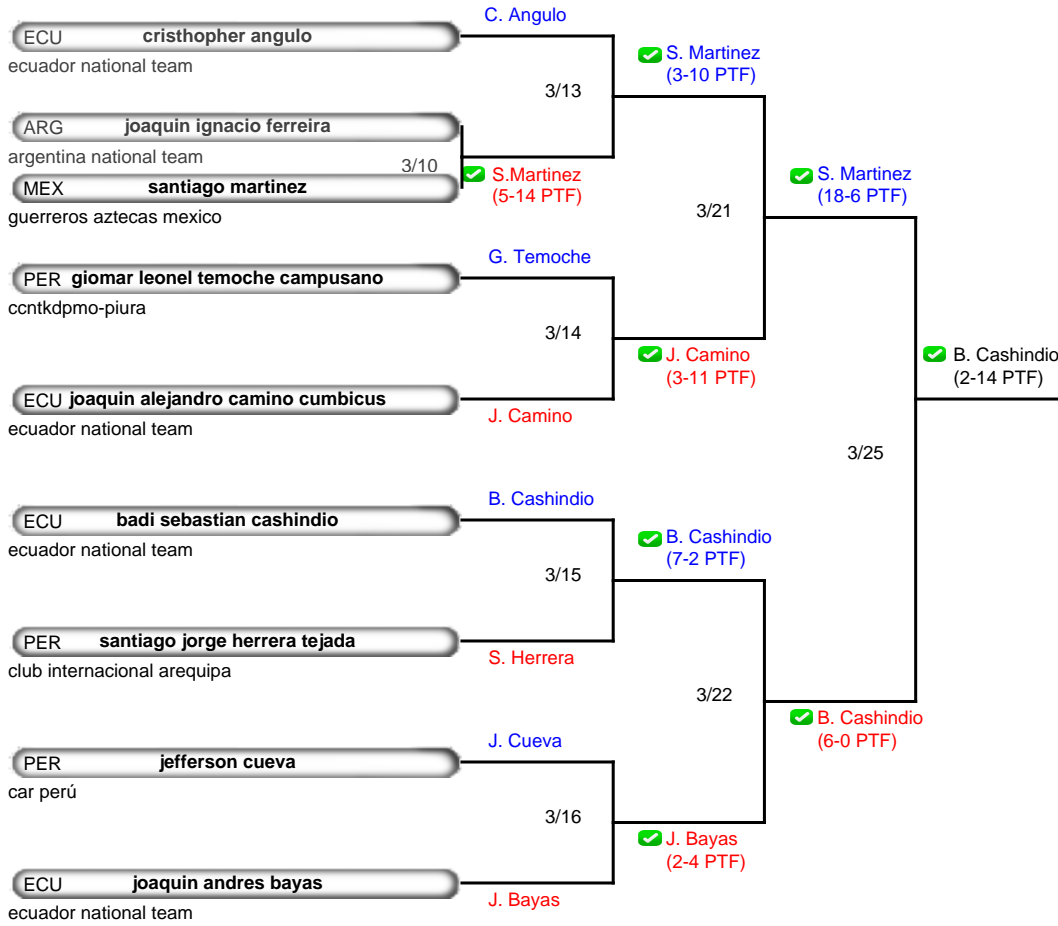 C. Angulo
ECU cristhopher angulo
ecuador national team
S. Martinez
(3-10 PTF)
3/13
ARG joaquin ignacio ferreira
argentina national team
3/10
S.Martinez
(5-14 PTF)
MEX santiago martinez
guerreros aztecas mexico
S. Martinez
(18-6 PTF)
3/21
G. Temoche
PER giomar leonel temoche campusano
ccntkdpmo-piura
3/14
J. Camino
(3-11 PTF)
B. Cashindio
(2-14 PTF)
ECU joaquin alejandro camino cumbicus
J. Camino
ecuador national team
3/25
B. Cashindio
ECU badi sebastian cashindio
ecuador national team
B. Cashindio
(7-2 PTF)
3/15
PER santiago jorge herrera tejada
S. Herrera
club internacional arequipa
3/22
B. Cashindio
(6-0 PTF)
J. Cueva
PER jefferson cueva
car perú
3/16
J. Bayas
(2-4 PTF)
ECU joaquin andres bayas
J. Bayas
ecuador national team